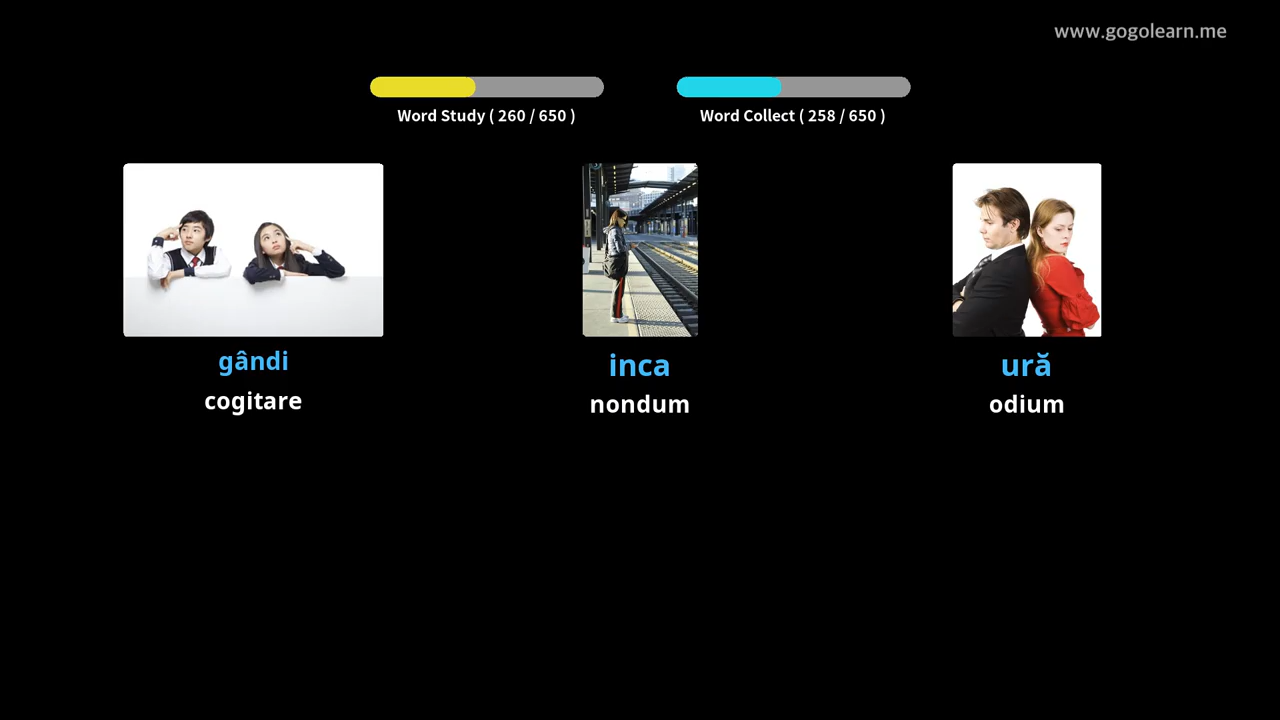 www.gogolearn.me
Word Study ( 260 / 650 )
Word Collect ( 258 / 650 )
gândi
cogitare
inca
nondum
ură
odium